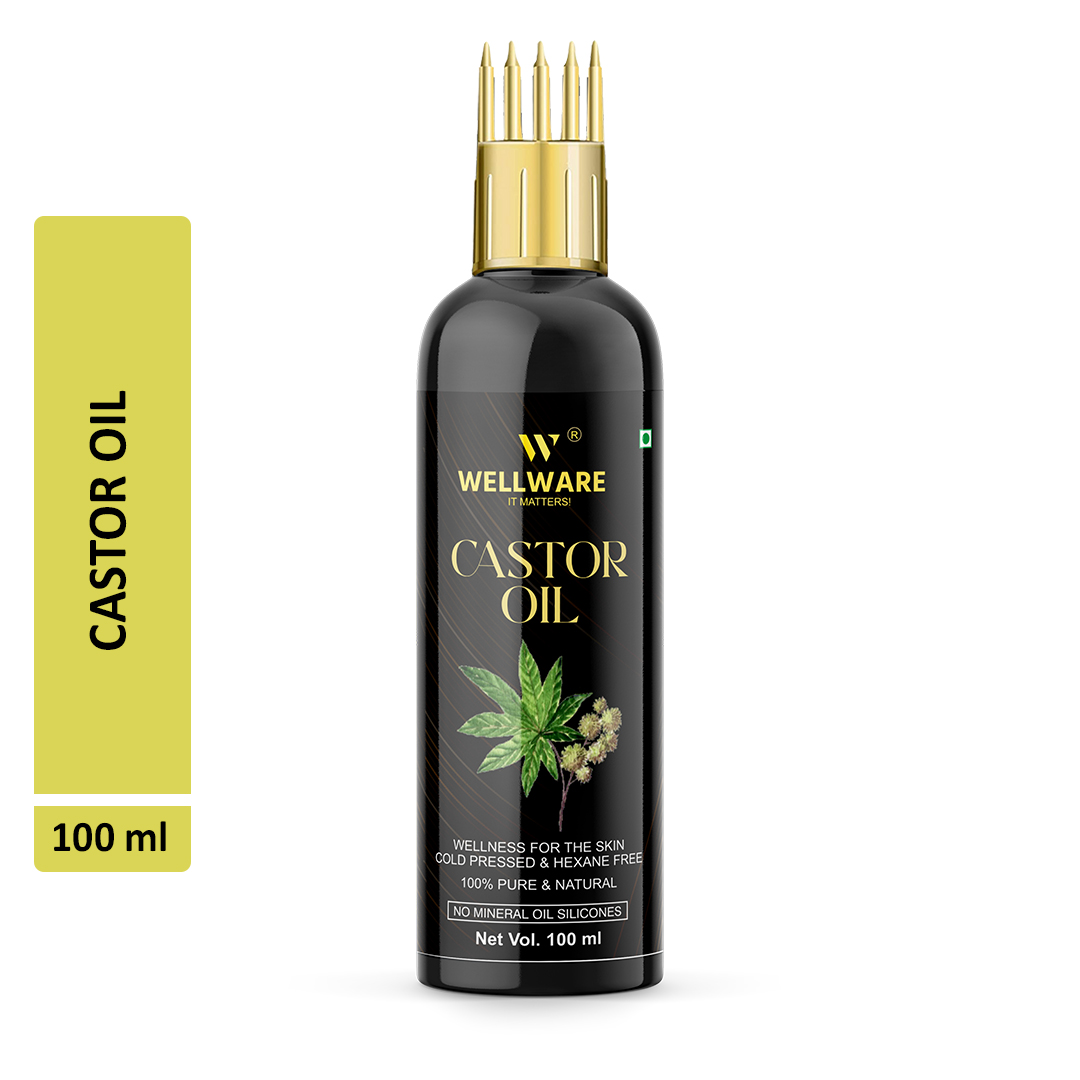 CASTOR OIL
100 ml
W ®
WELLWARE
IT MATTERS!
CASTOR
OIL
WELLNESS FOR THE SKIN
COLD PRESSED & HEXANE FREE
100% PURE & NATURAL
NO MINERAL OIL SILICONES
Net Vol. 100 ml